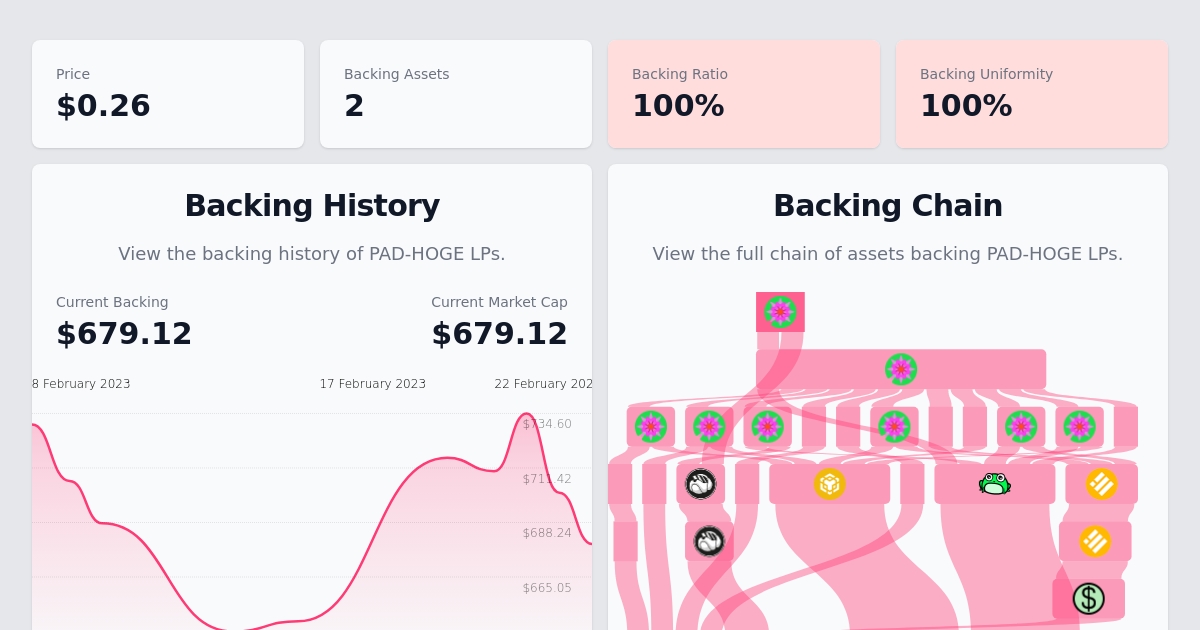 Price
$0.26
Backing Assets
2
Backing Ratio
100%
Backing Uniformity
100%
Backing History
View the backing history of PAD-HOGE LPs.
Current Backing
$679.12
Current Market Cap
$679.12
8 February 2023
17 February 2023
22 February 202
$734.60
$711.42
$688.24
$665.05
Backing Chain
View the full chain of assets backing PAD-HOGE LPs.
$